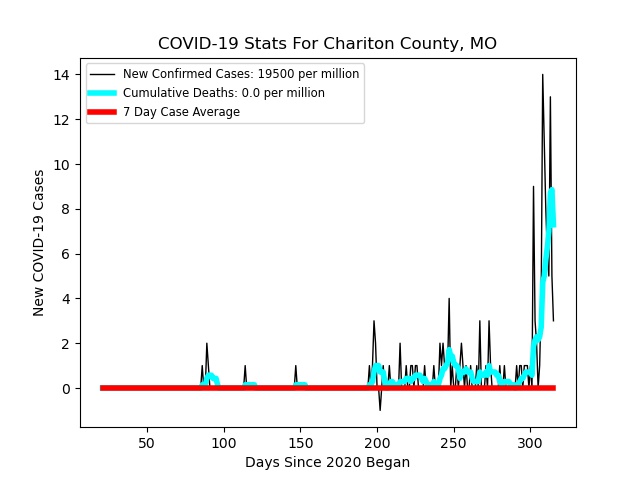 COVID-19 Stats For Chariton County, MO
New Confirmed Cases: 19500 per million
Cumulative Deaths: 0.0 per million
7 Day Case Average
New COVID-19 Cases
14
12
10
8
6
4
2
0
50 100 150 200 250 300
Days Since 2020 Began